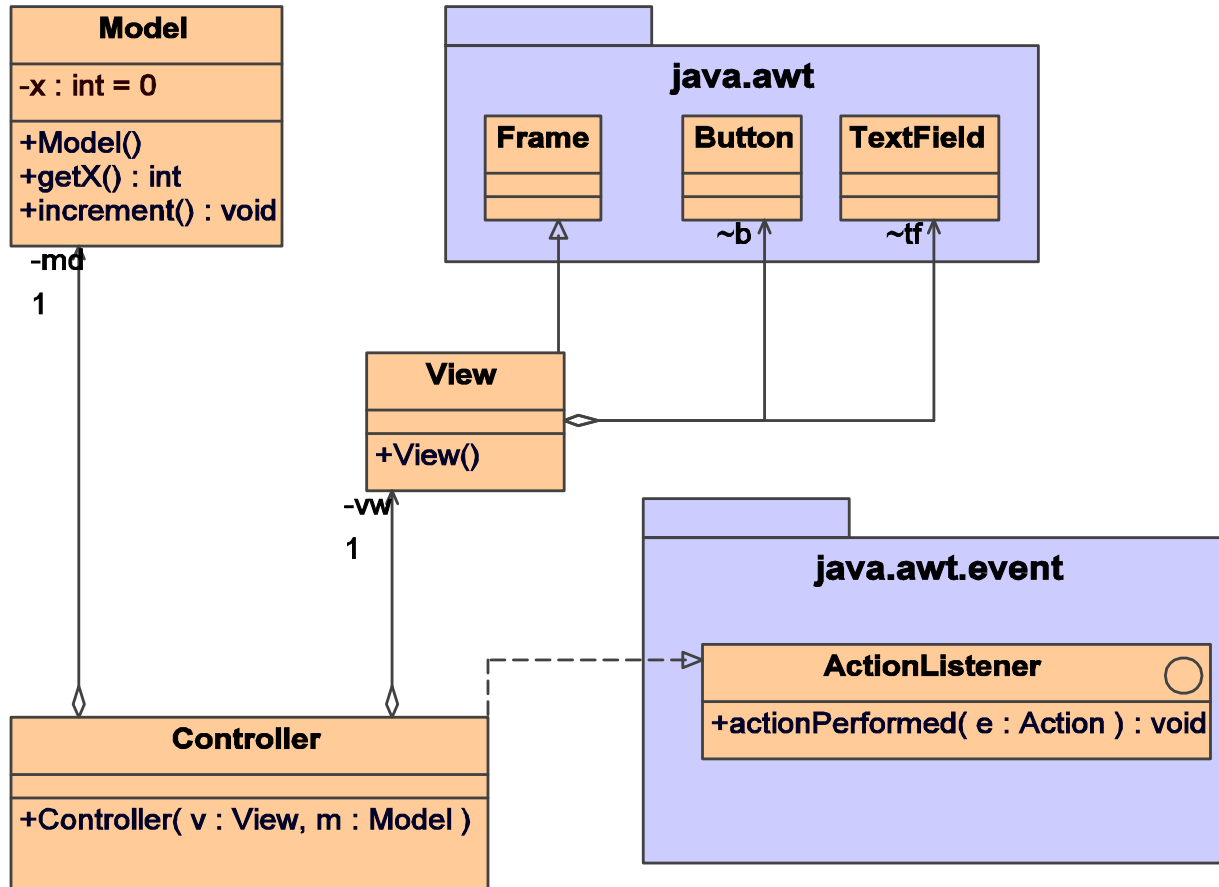 Model
-x : int = 0
+Model()
+getX() : int
+increment() : void
-md
1
java.awt
Frame
Button
TextField
~b
~tf
View
+View()
-vw
1
java.awt.event
ActionListener
+actionPerformed( e : Action ) : void
Controller
+Controller( v : View, m : Model )